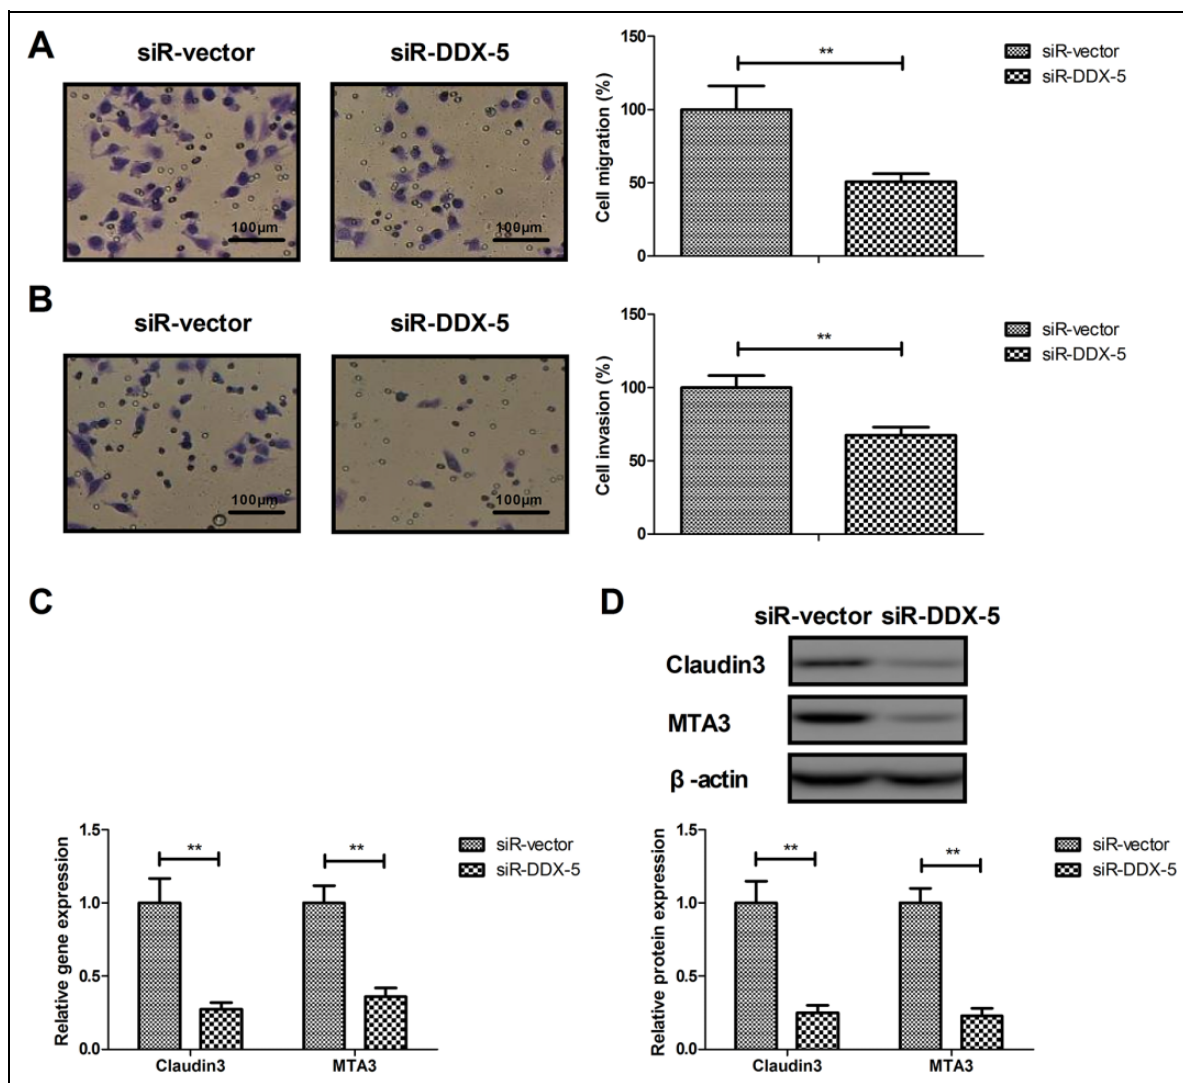 A
siR-vector siR-DDX-5
100μm
100μm
Cell migration (%)
150
100
50
0
**
siR-vector
siR-DDX-5
B
siR-vector siR-DDX-5
100μm
100μm
Cell invasion (%)
150
100
50
0
**
siR-vector
siR-DDX-5
C
Relative gene expression
1.5
1.0
0.5
0.0
** **
Claudin3 MTA3
siR-vector
siR-DDX-5
D
siR-vector siR-DDX-5
Claudin3
MTA3
β -actin
Relative protein expression
1.5
1.0
0.5
0.0
** **
Claudin3 MTA3
siR-vector
siR-DDX-5